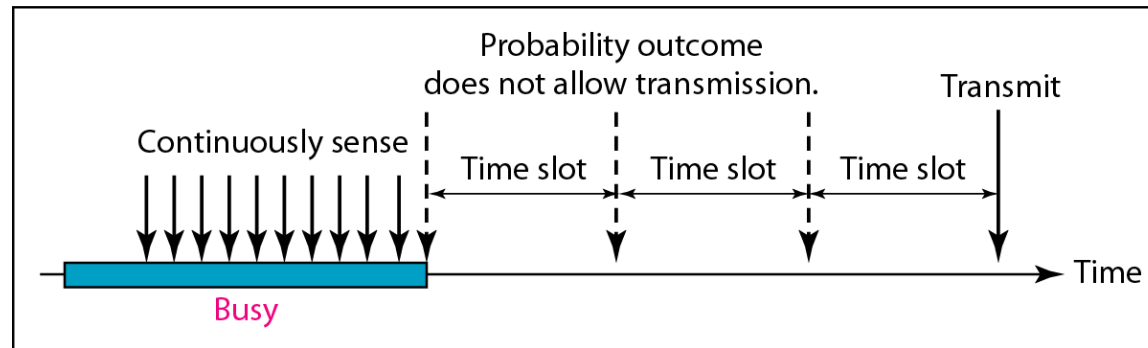 Probability outcome
does not allow transmission.
Transmit
Continuously sense
Time slot
Time slot
Time slot
Time
Busy